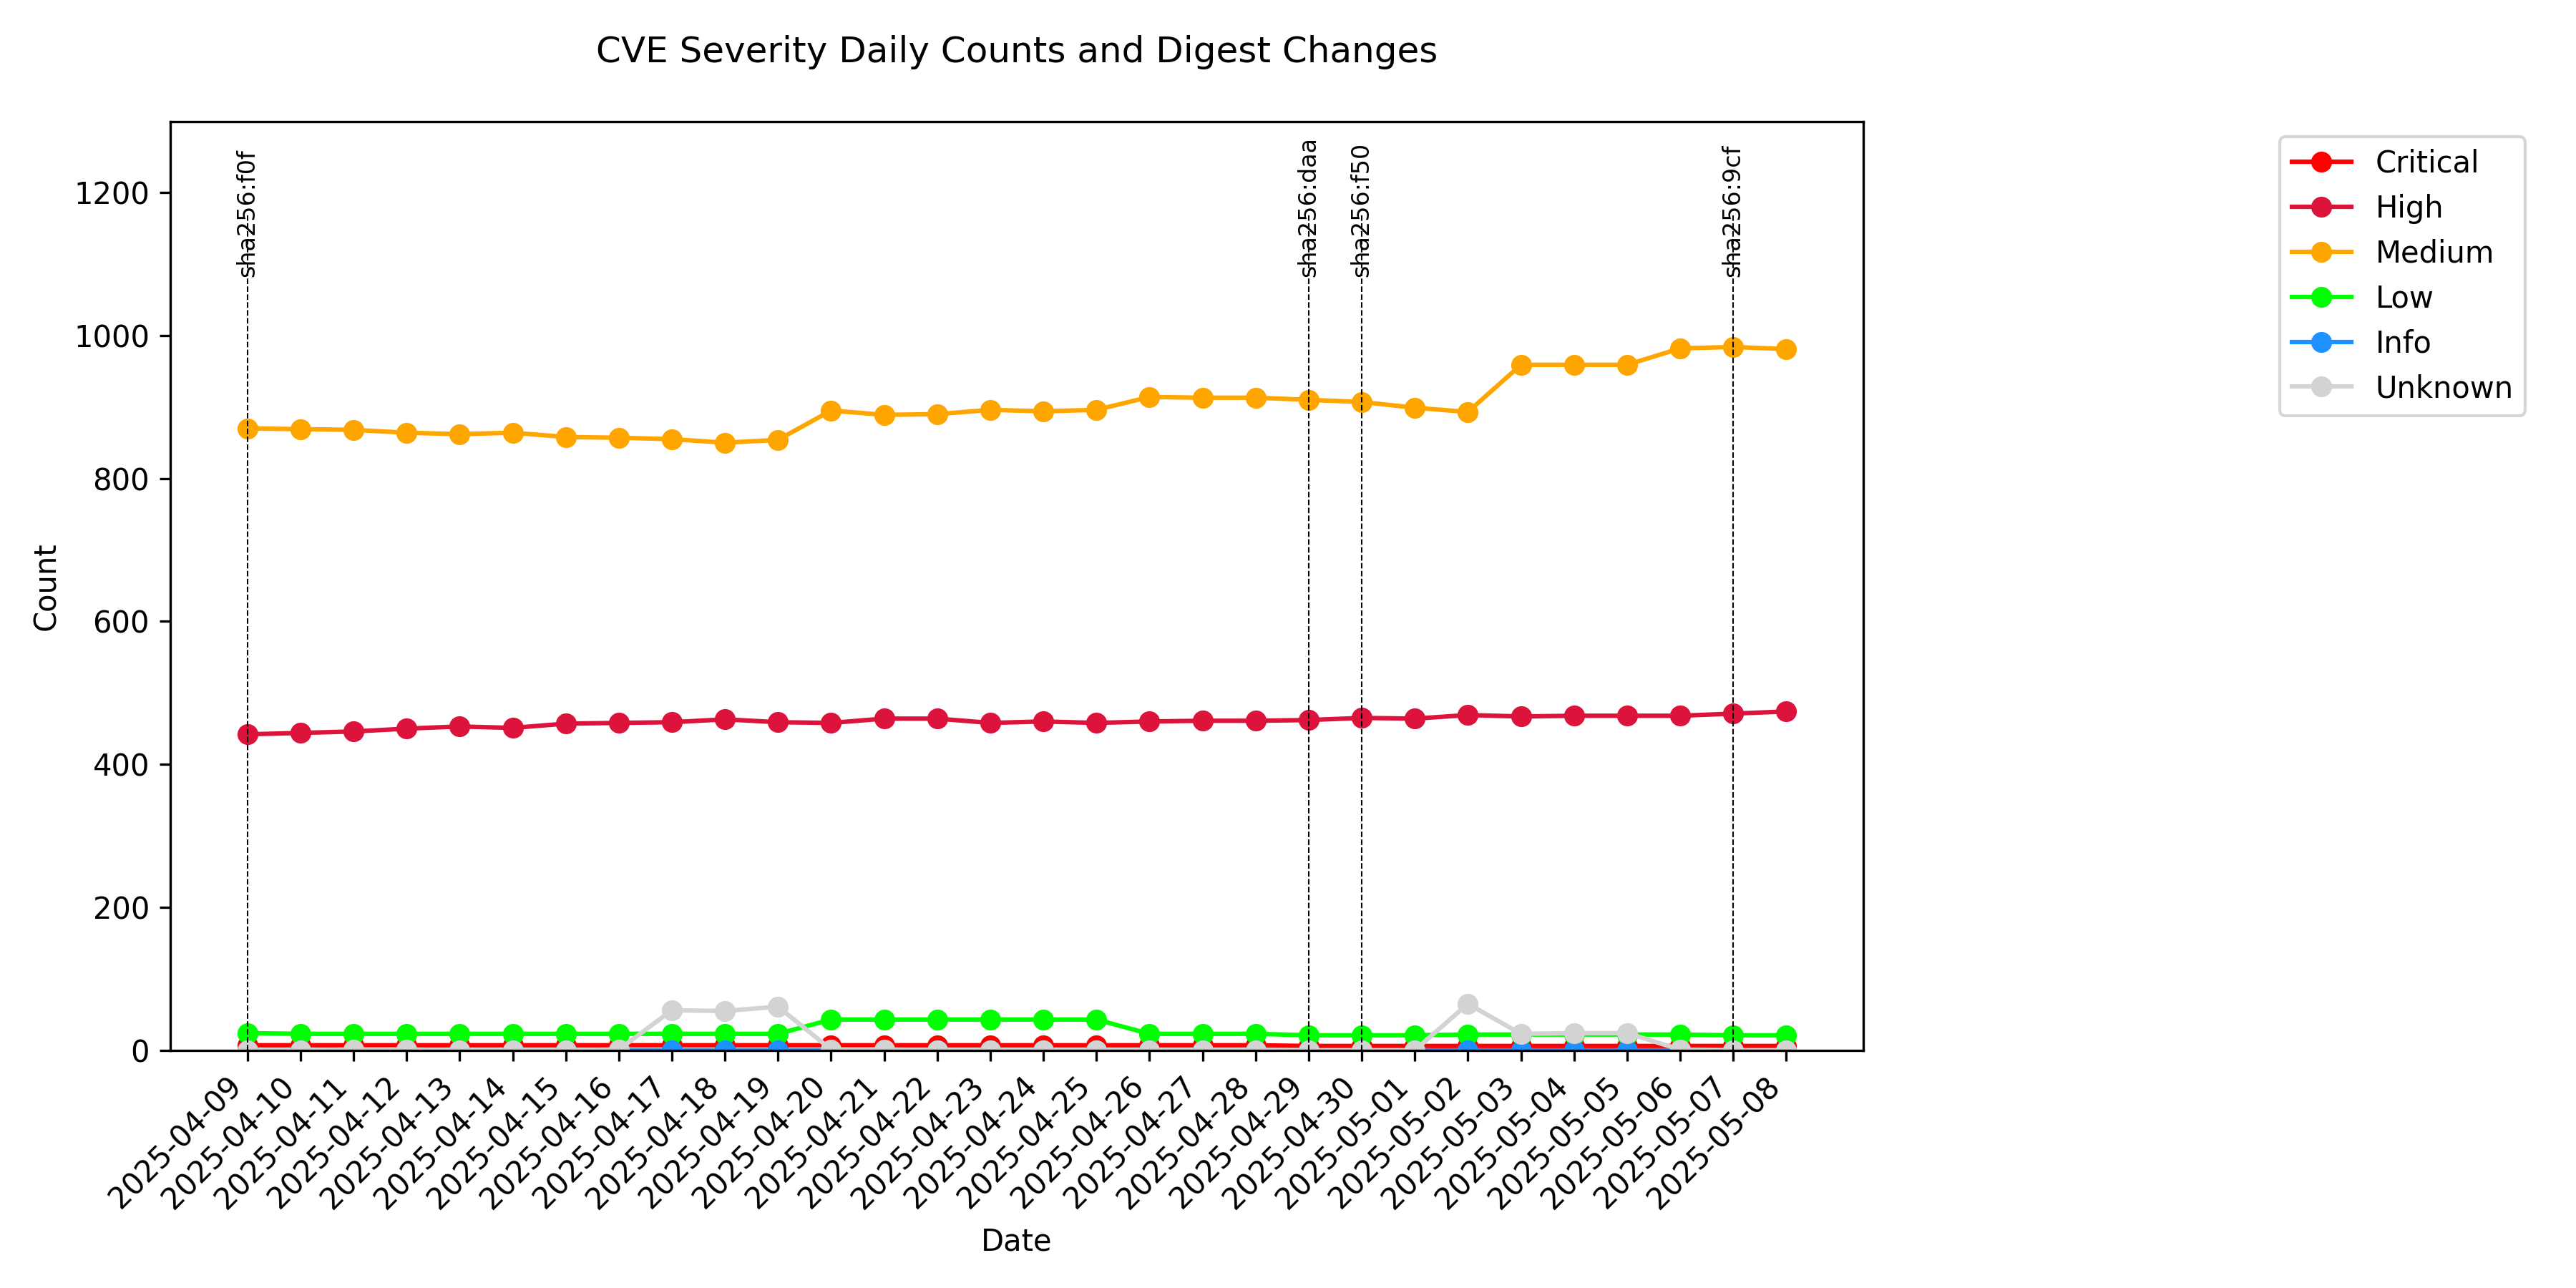 CVE Severity Daily Counts and Digest Changes
sha256:f0f
sha256:daa
sha256:f50
sha256:9cf
Critical
High
Medium
Low
Info
Unknown
1200
1000
800
600
400
200
0
Count
2025-04-09
2025-04-10
2025-04-11
2025-04-12
2025-04-13
2025-04-14
2025-04-15
2025-04-16
2025-04-17
2025-04-18
2025-04-19
2025-04-20
2025-04-21
2025-04-22
2025-04-23
2025-04-24
2025-04-25
2025-04-26
2025-04-27
2025-04-28
2025-04-29
2025-04-30
2025-05-01
2025-05-02
2025-05-03
2025-05-04
2025-05-05
2025-05-06
2025-05-07
2025-05-08
Date